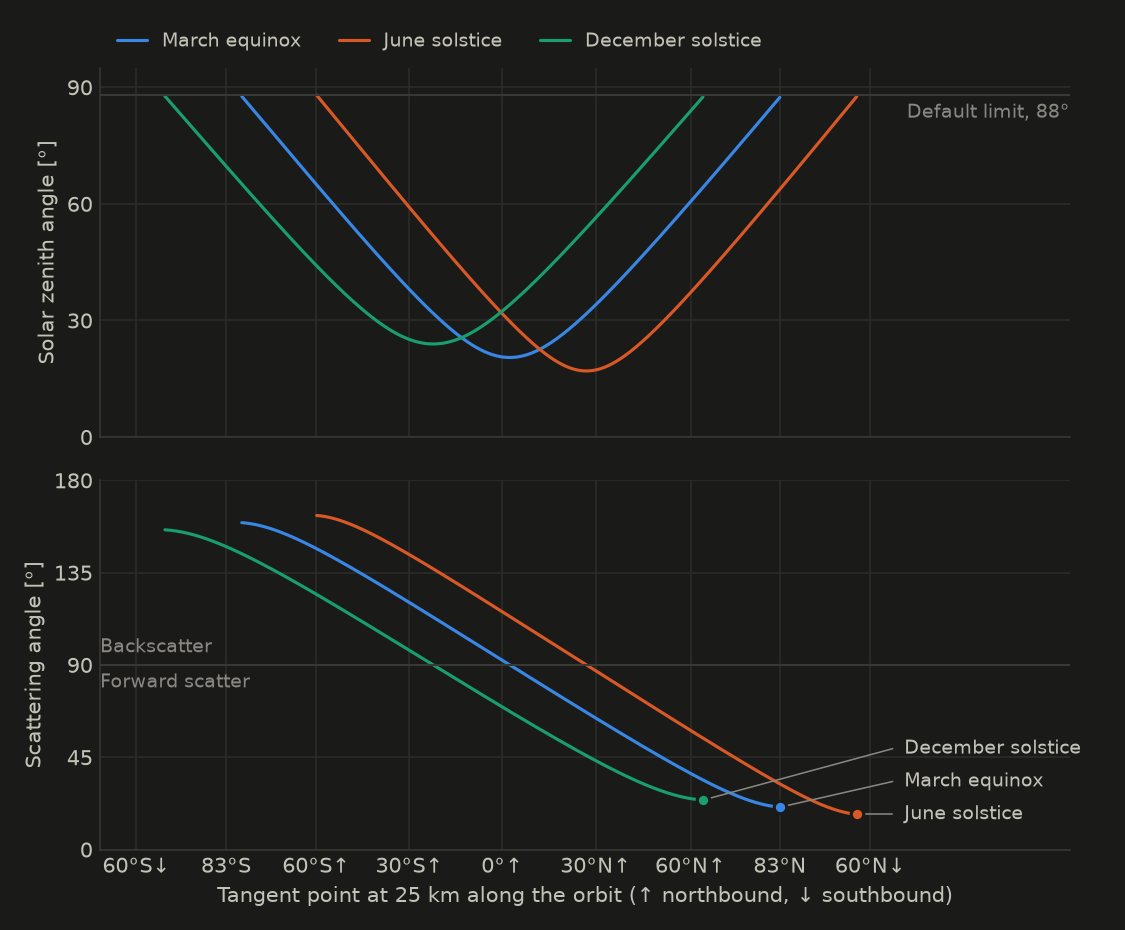 March equinox June solstice December solstice
90
Default limit, 88°
60
30
0
Solar zenith angle [°]
180
135
Backscatter
90
Forward scatter
45
0
Scattering angle [°]
December solstice
March equinox
June solstice
60°S↓ 83°S 60°S↑ 30°S↑ 0°↑ 30°N↑ 60°N↑ 83°N 60°N↓
Tangent point at 25 km along the orbit (↑ northbound, ↓ southbound)